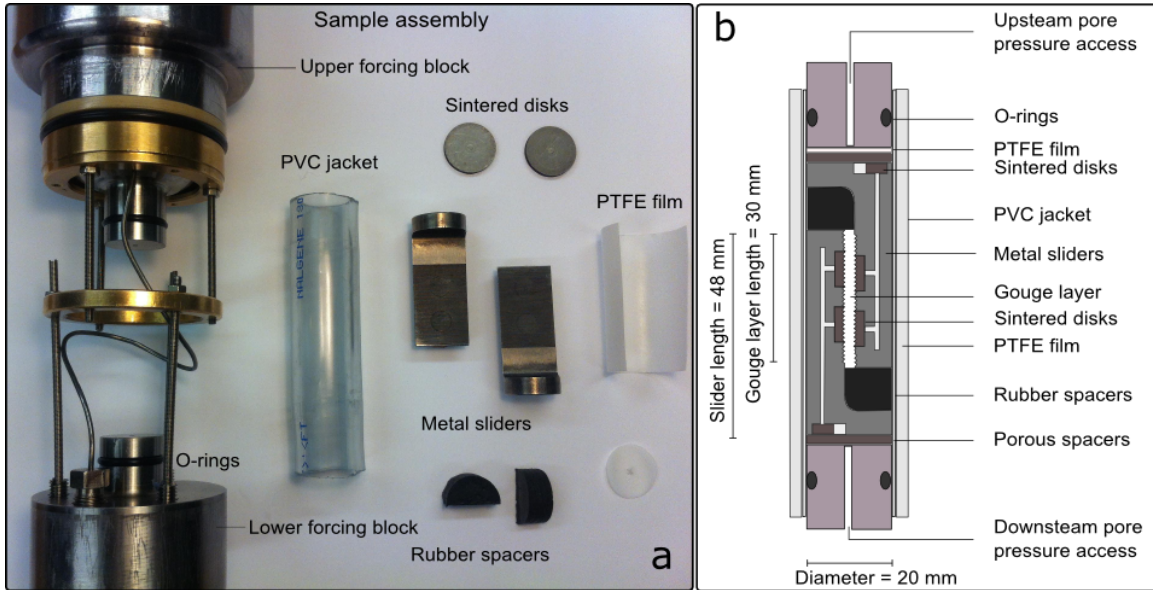 Sample assembly
Upper forcing block
Sintered disks
PVC jacket
NALGENE 180
PTFE film
Metal sliders
O-rings
Lower forcing block
Rubber spacers
a
b
Upsteam pore
pressure access
O-rings
PTFE film
Sintered disks
PVC jacket
Metal sliders
Gouge layer
Sintered disks
PTFE film
Rubber spacers
Porous spacers
Downsteam pore
pressure access
Slider length = 48 mm
Gouge layer length = 30 mm
Diameter = 20 mm